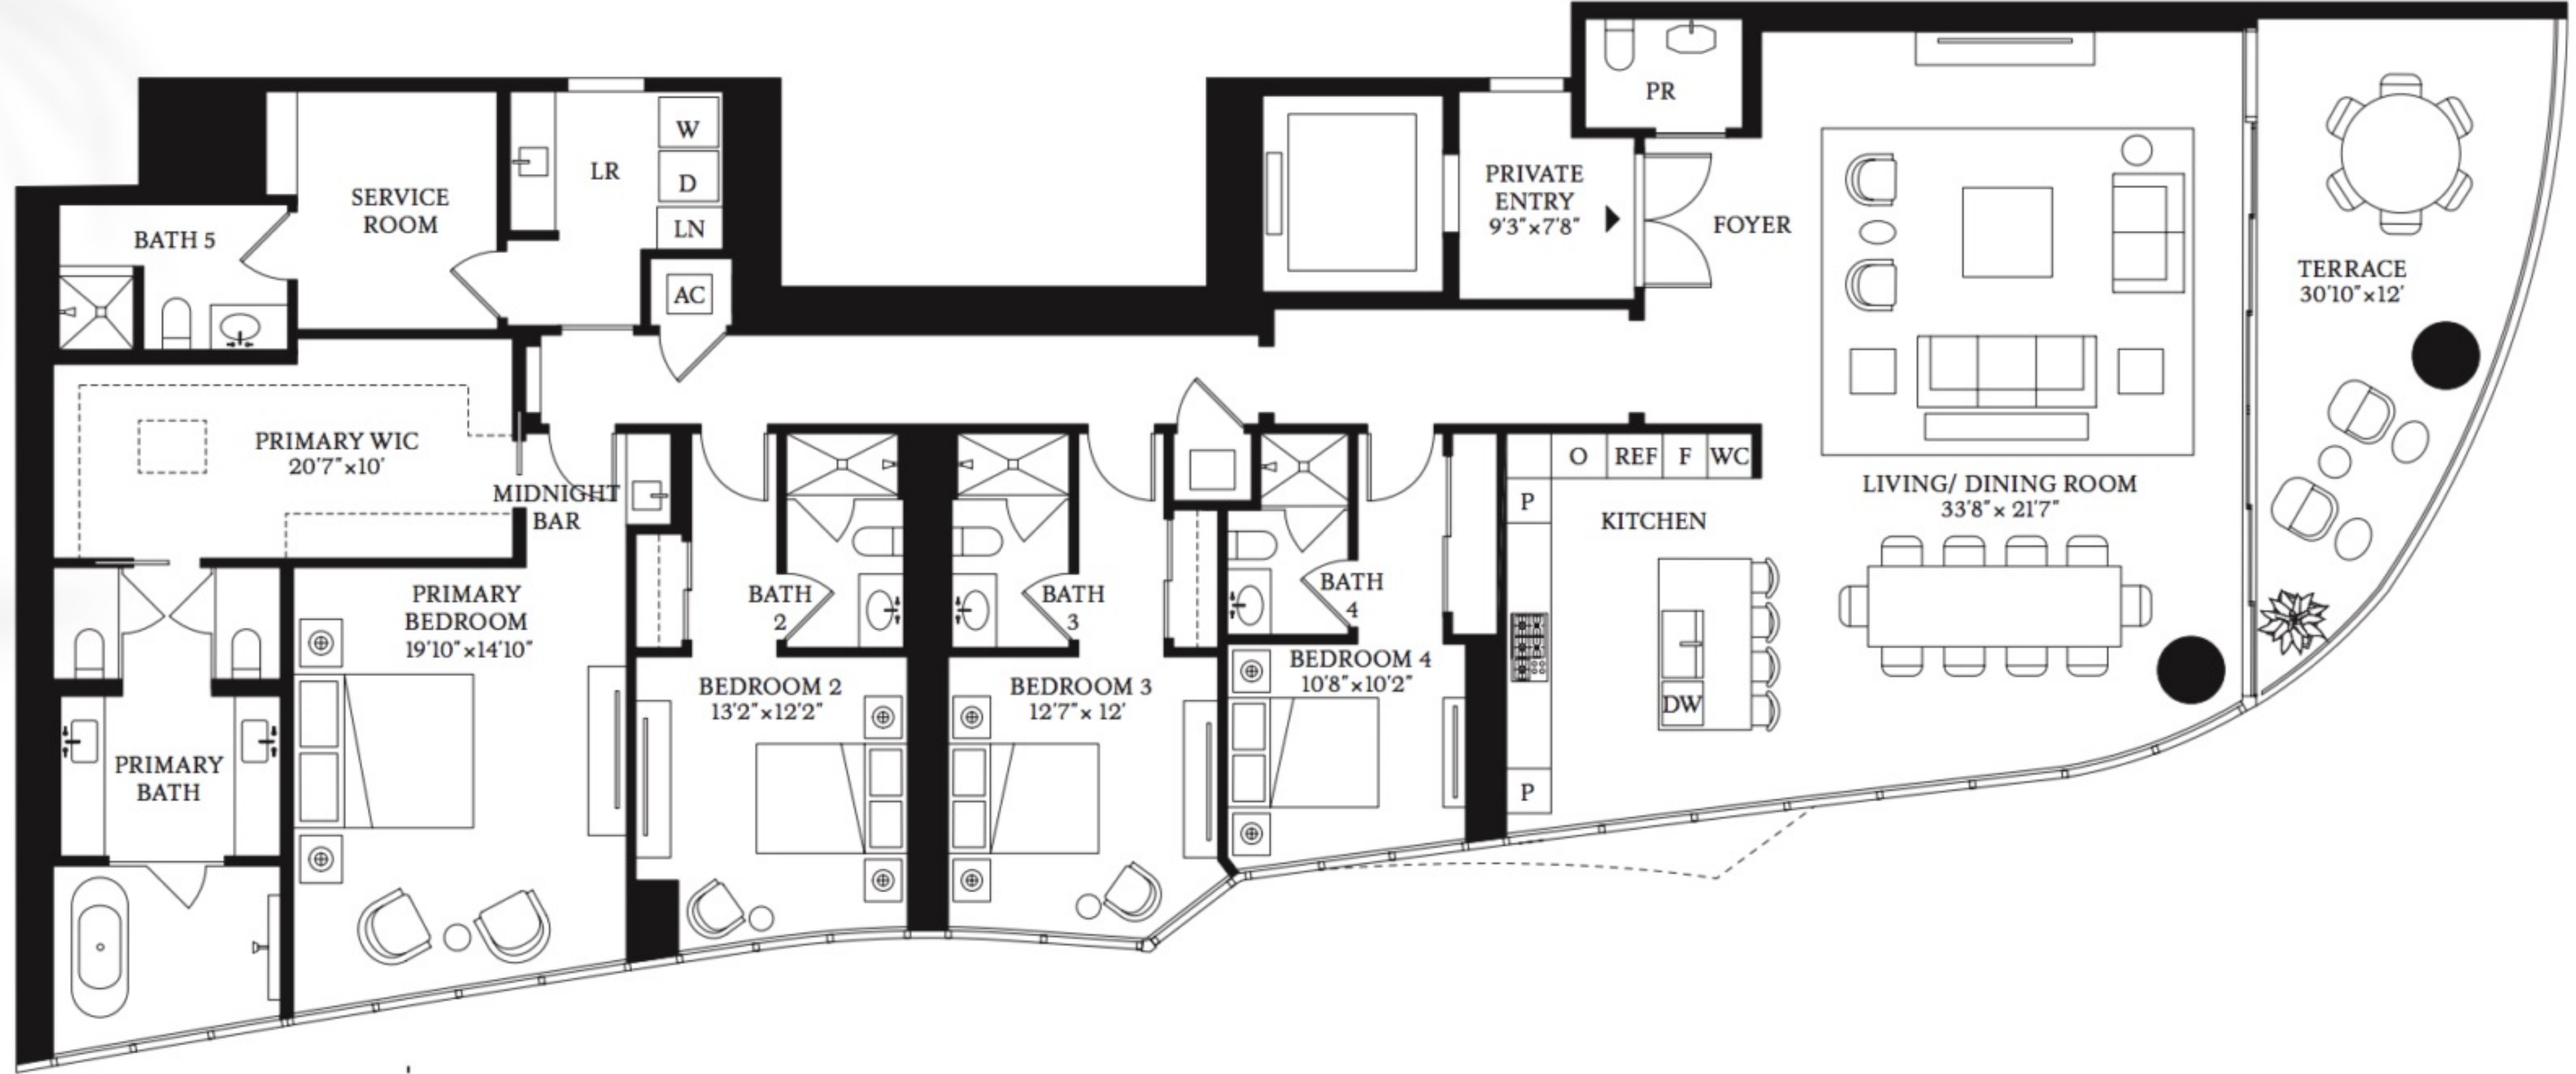 PR
W
D
LN
LR
AC
SERVICE
ROOM
BATH 5
PRIVATE
ENTRY
9'3"×7'8"
FOYER
TERRACE
30'10"×12'
PRIMARY WIC
20'7"×10'
MIDNIGHT
BAR
O
REF
F
WC
P
KITCHEN
LIVING/ DINING ROOM
33'8"× 21'7"
PRIMARY
BEDROOM
19'10"×14'10"
BATH
2
BATH
3
BATH
4
BEDROOM 2
13'2"×12'2"
BEDROOM 3
12'7"× 12'
BEDROOM 4
10'8"×10'2"
DW
PRIMARY
BATH
P